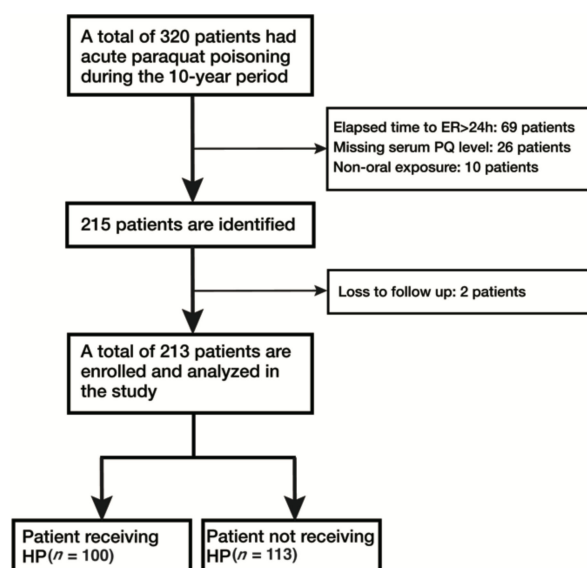 A total of 320 patients had
acute paraquat poisoning
during the 10-year period
Elapsed time to ER>24h: 69 patients
Missing serum PQ level: 26 patients
Non-oral exposure: 10 patients
215 patients are identified
Loss to follow up: 2 patients
A total of 213 patients are
enrolled and analyzed in
the study
Patient receiving
HP(n = 100)
Patient not receiving
HP(n = 113)